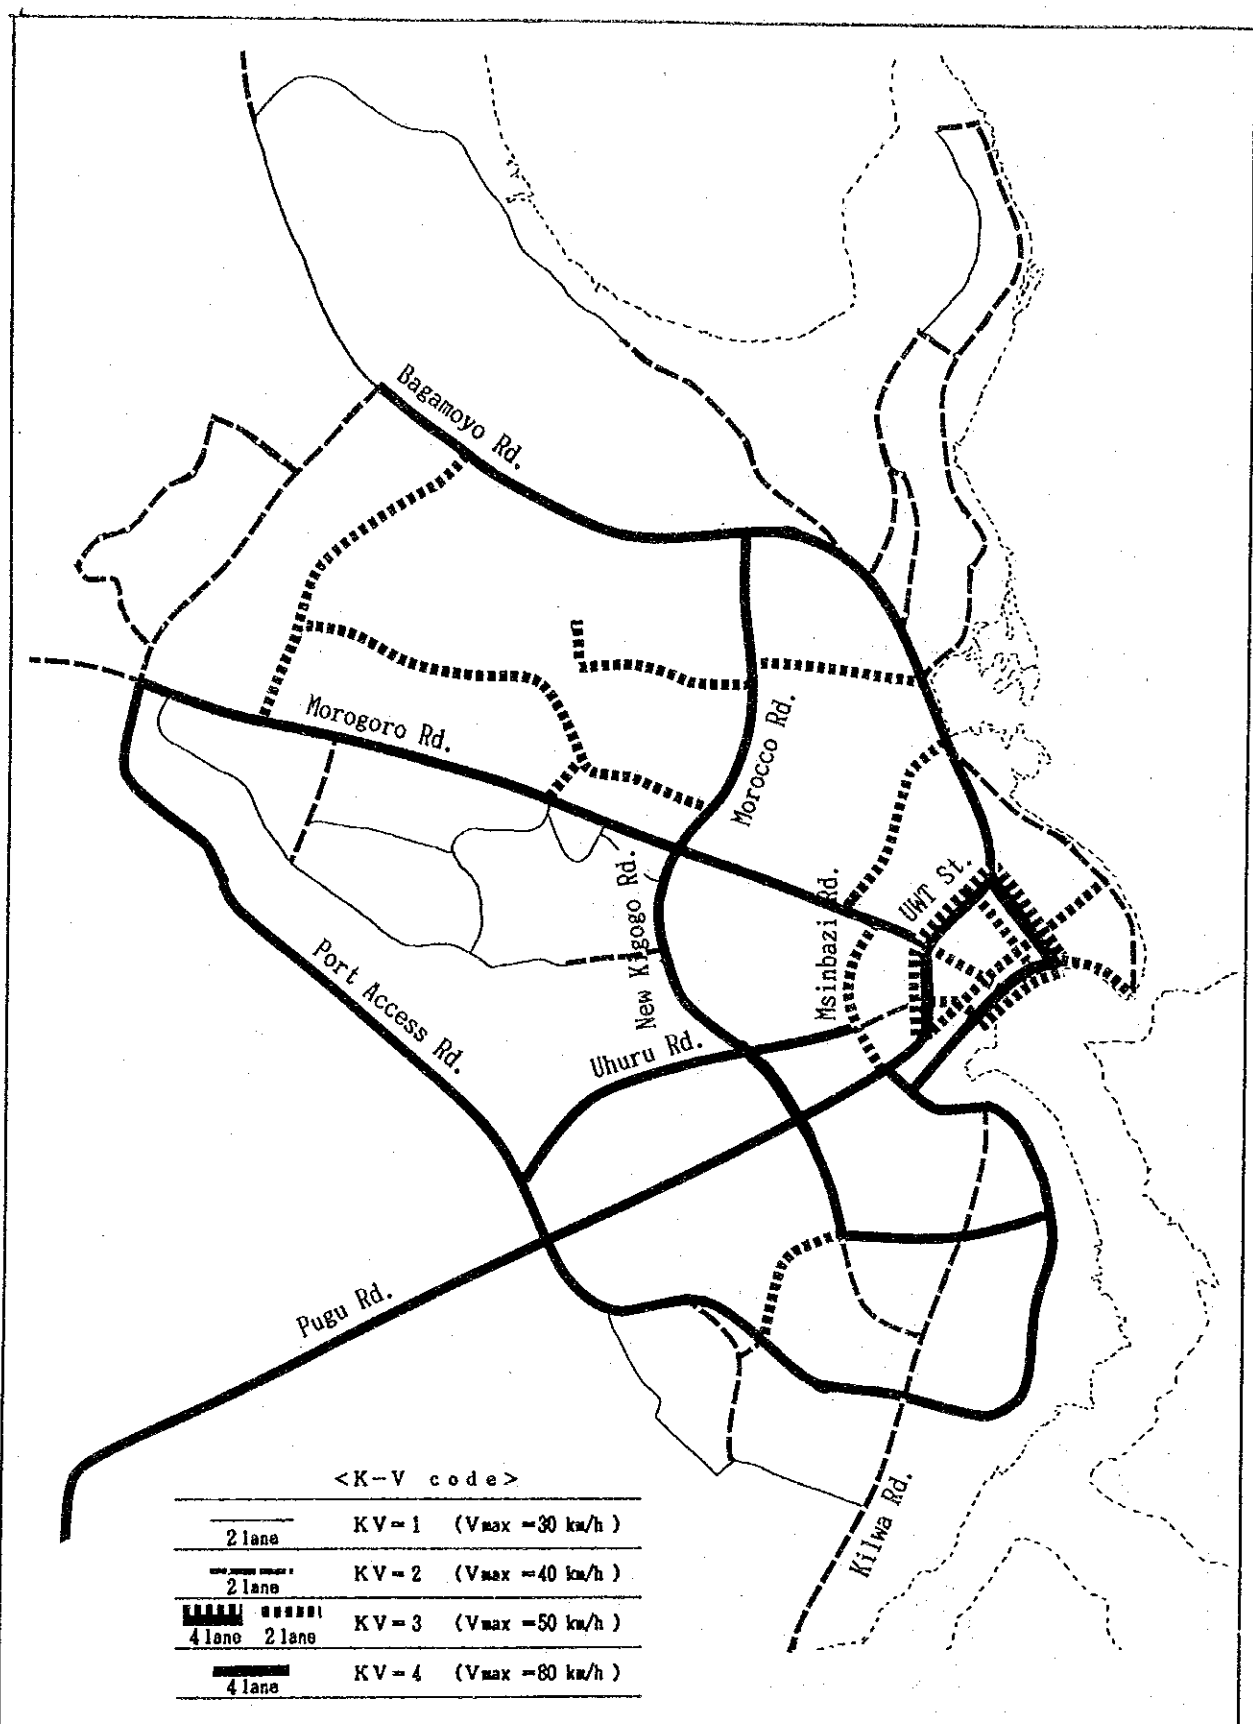 Bagamoyo Rd.
Morogoro Rd.
Morocco Rd.
UWT St.
Msinbazi Rd.
New Kigogo Rd.
Port Access Rd.
Uhuru Rd.
Pugu Rd.
Kilwa Rd.
<K-V code>
2 lane KV=1 (Vmax =30 km/h)
2 lane KV=2 (Vmax =40 km/h)
4 lane 2 lane KV=3 (Vmax =50 km/h)
4 lane KV=4 (Vmax =80 km/h)